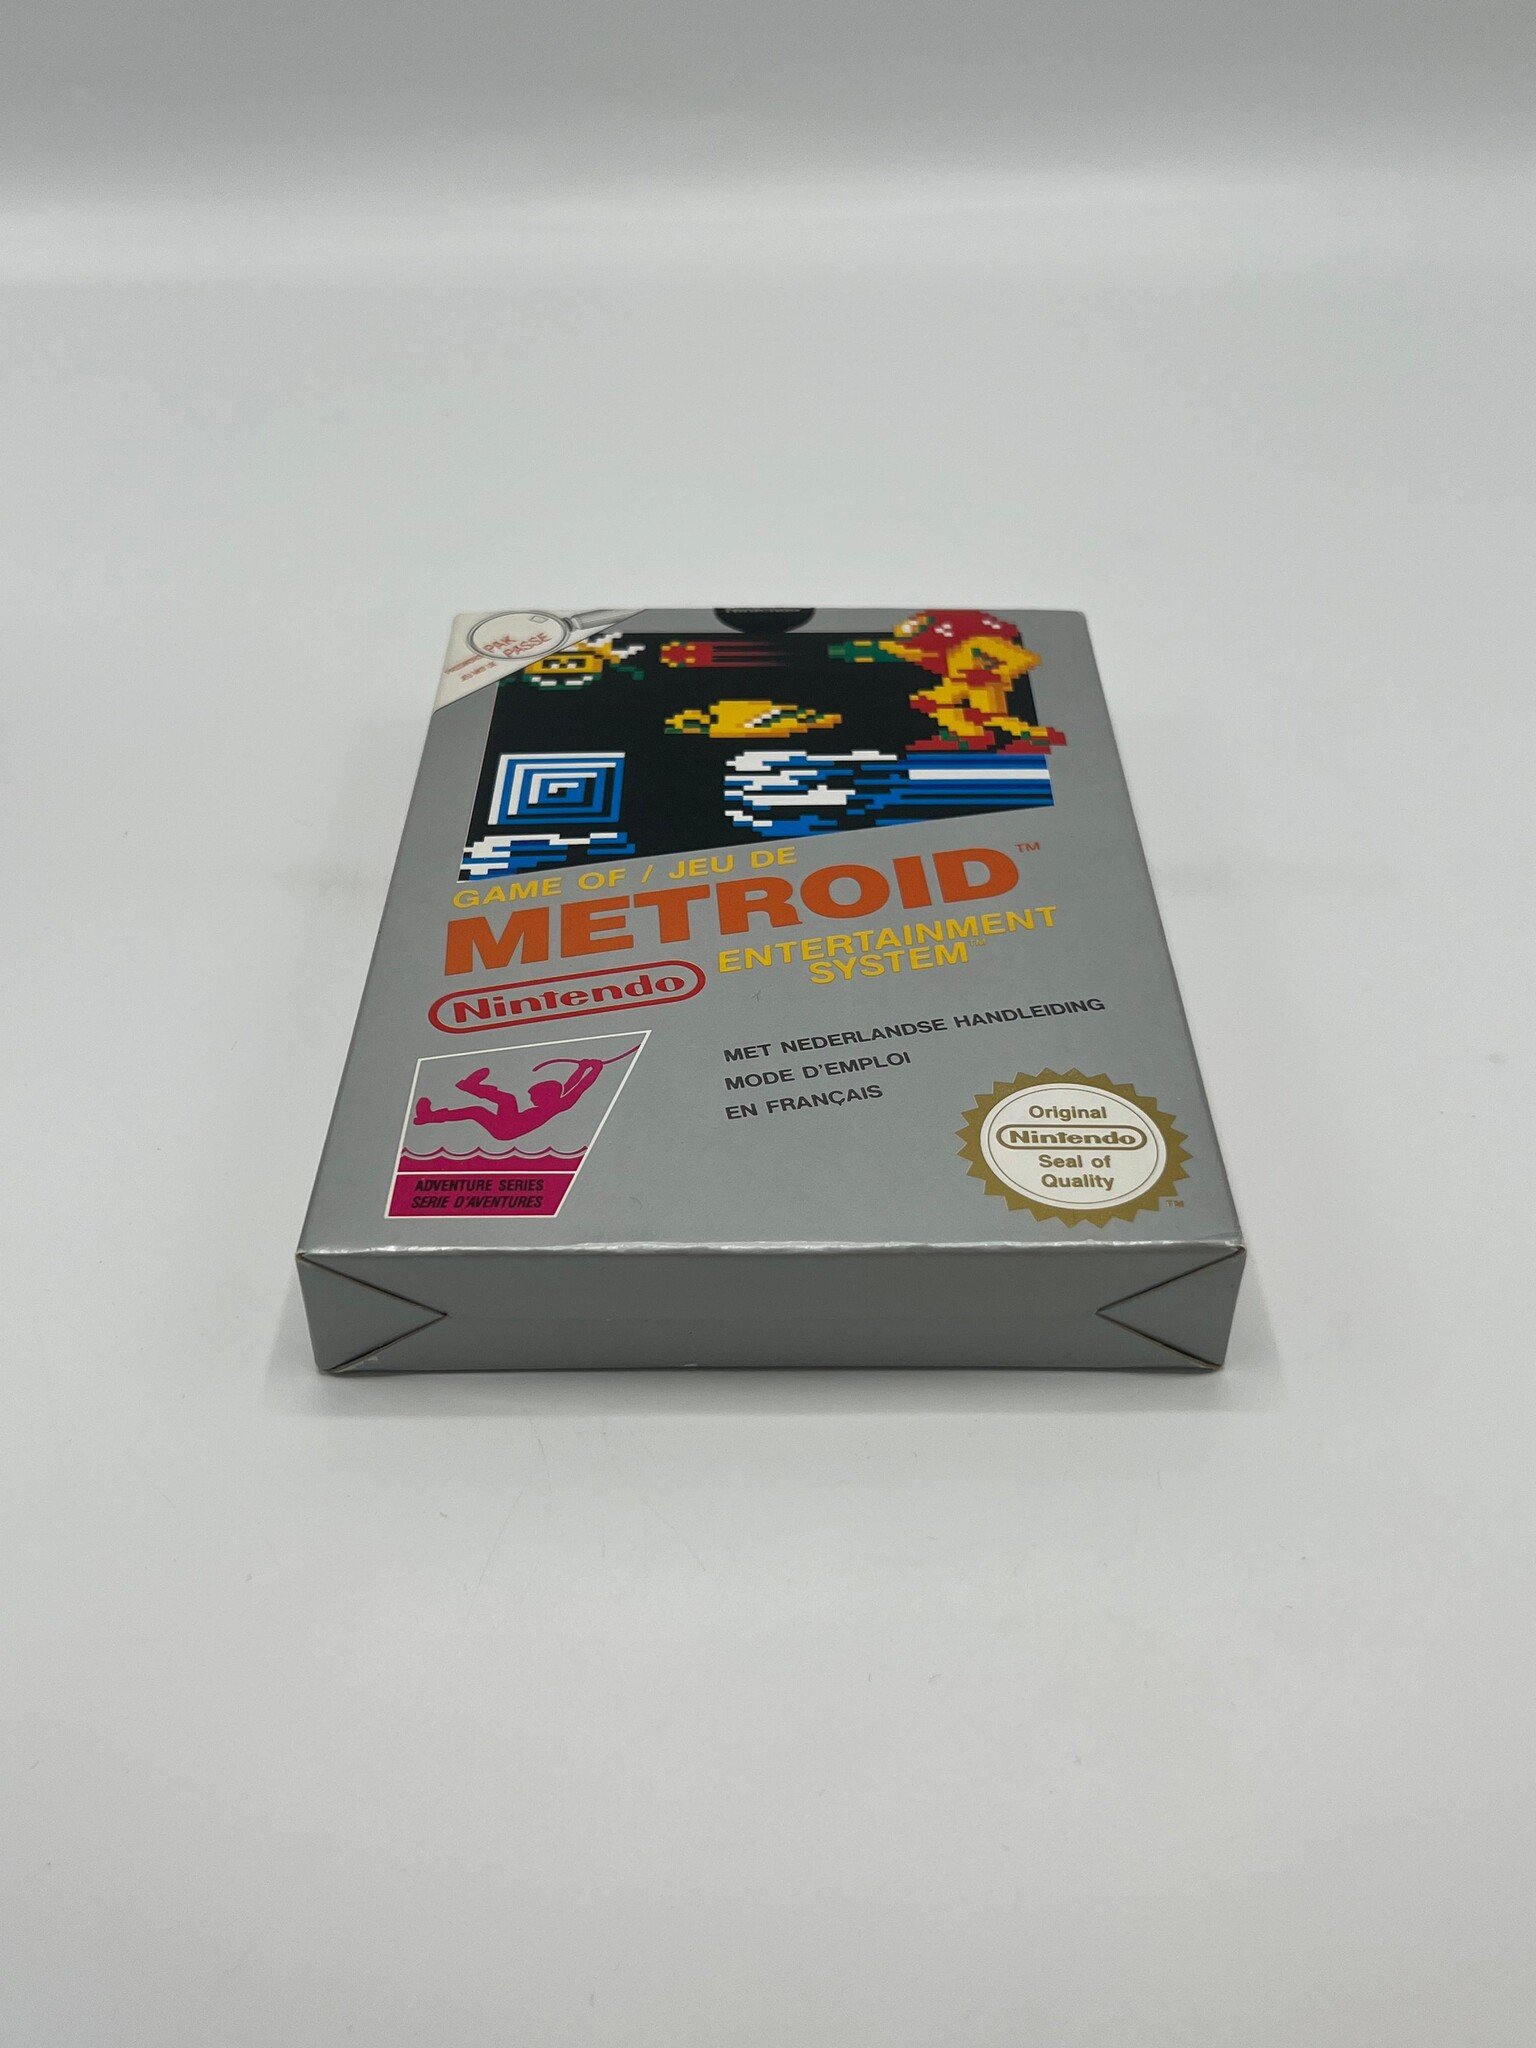 PAK
PASSE
GAME OF / JEU DE
METROID™
Nintendo
ENTERTAINMENT
SYSTEM™
MET NEDERLANDSE HANDLEIDING
MODE D'EMPLOI
EN FRANÇAIS
ADVENTURE SERIES
SERIE D'AVENTURES
Original
Nintendo
Seal of
Quality
TM